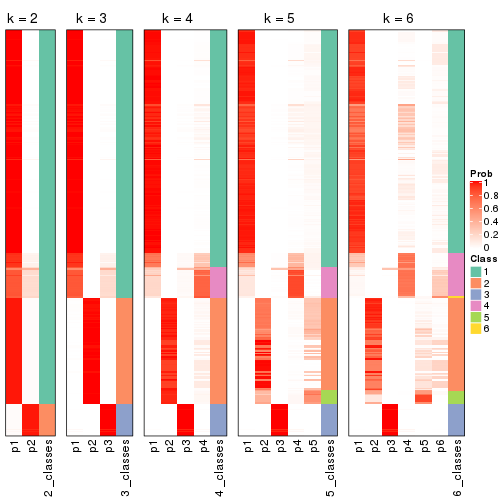 k = 2
k = 3
k = 4
k = 5
k = 6
p1
p2
2_classes
p1
p2
p3
3_classes
p1
p2
p3
p4
4_classes
p1
p2
p3
p4
p5
5_classes
p1
p2
p3
p4
p5
p6
6_classes
Prob
1
0.8
0.6
0.4
0.2
0
Class
1
2
3
4
5
6